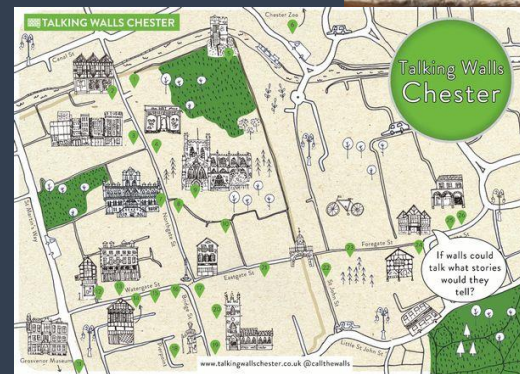 TALKING WALLS CHESTER
Chester Zoo
Canal St
Talking Walls
Chester
St Martin's Way
Northgate St
Foregate St
If walls could
talk what stories
would they
tell?
Eastgate St
Watergate St
Bridge St
St John St
Little St John St
Grosvenor Museum
www.talkingwallschester.co.uk @callthewalls